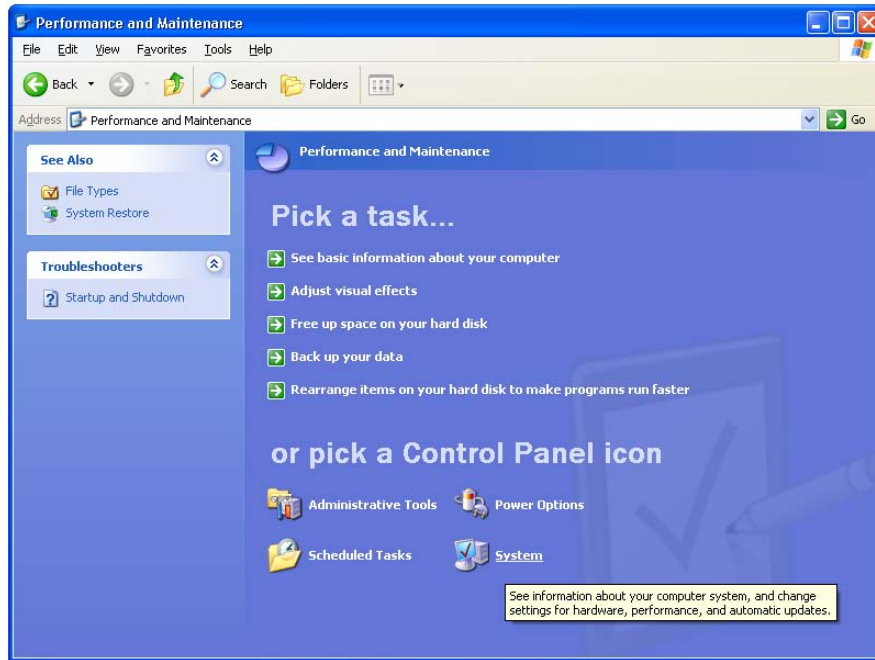 Performance and Maintenance
File Edit View Favorites Tools Help
Back Search Folders
Address Performance and Maintenance Go
See Also
File Types
System Restore
Troubleshooters
Startup and Shutdown
Performance and Maintenance
Pick a task...
See basic information about your computer
Adjust visual effects
Free up space on your hard disk
Back up your data
Rearrange items on your hard disk to make programs run faster
or pick a Control Panel icon
Administrative Tools Power Options
Scheduled Tasks System
See information about your computer system, and change
settings for hardware, performance, and automatic updates.